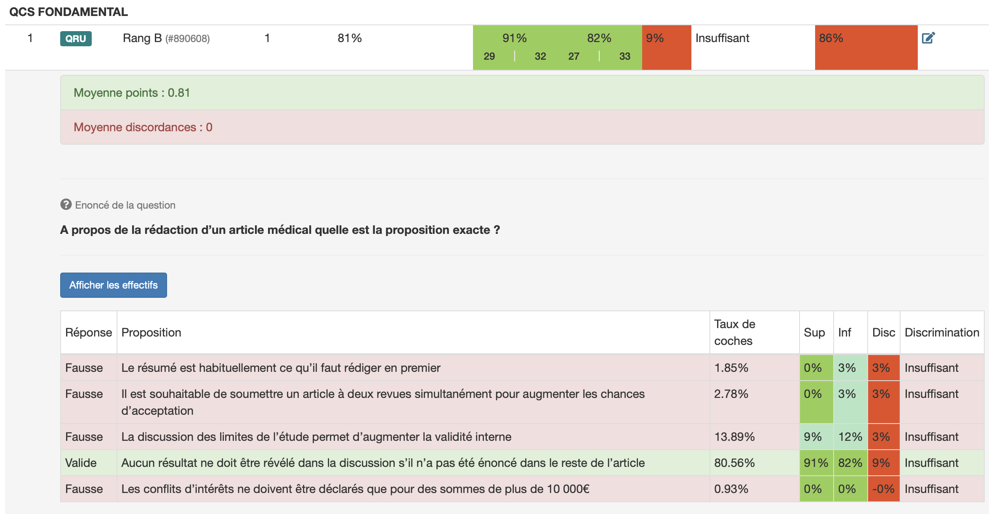 QCS FONDAMENTAL
1 QRU Rang B (#890608) 1 81% 91% 82% 9% Insuffisant 86%
29 32 27 33
Moyenne points : 0.81
Moyenne discordances : 0
Enoncé de la question
A propos de la rédaction d’un article médical quelle est la proposition exacte ?
Afficher les effectifs
Réponse Proposition Taux de coches Sup Inf Disc Discrimination
Fausse Le résumé est habituellement ce qu’il faut rédiger en premier 1.85% 0% 3% 3% Insuffisant
Fausse Il est souhaitable de soumettre un article à deux revues simultanément pour augmenter les chances d’acceptation 2.78% 0% 3% 3% Insuffisant
Fausse La discussion des limites de l’étude permet d’augmenter la validité interne 13.89% 9% 12% 3% Insuffisant
Valide Aucun résultat ne doit être révélé dans la discussion s’il n’a pas été énoncé dans le reste de l’article 80.56% 91% 82% 9% Insuffisant
Fausse Les conflits d’intérêts ne doivent être déclarés que pour des sommes de plus de 10 000€ 0.93% 0% 0% -0% Insuffisant